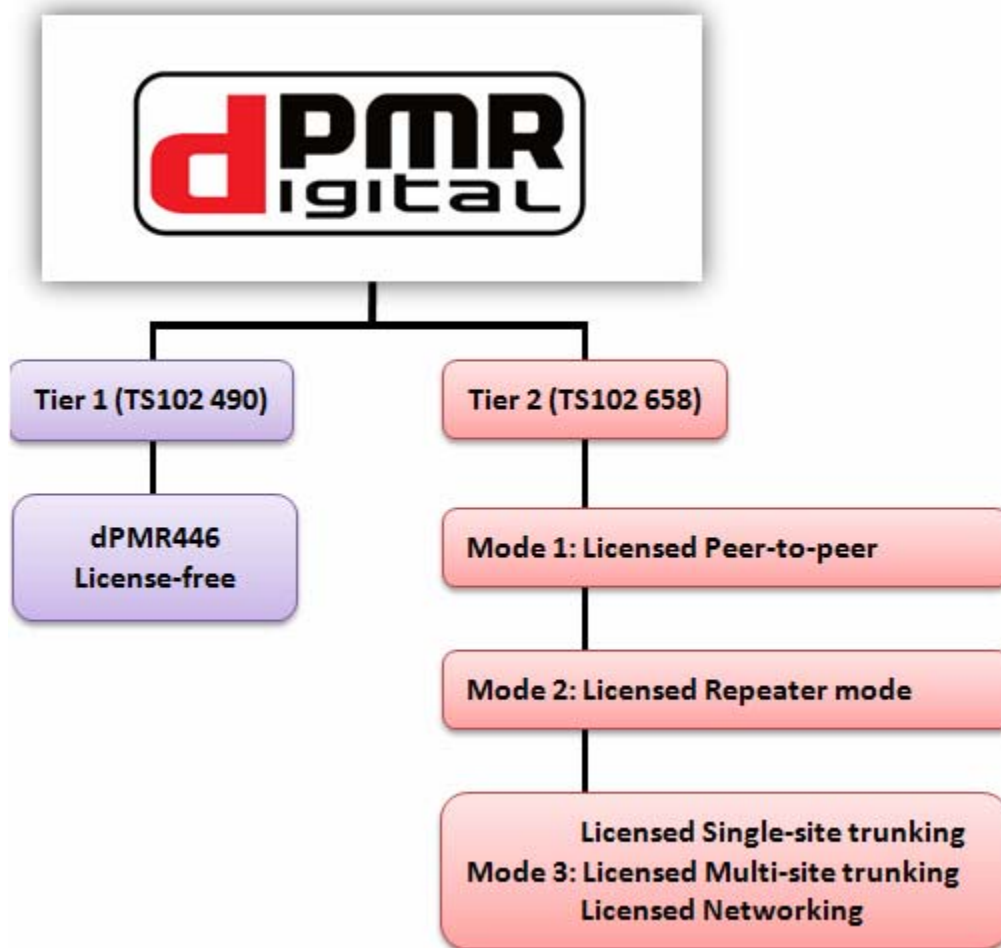 dPMR
digital
Tier 1 (TS102 490)
dPMR446
License-free
Tier 2 (TS102 658)
Mode 1: Licensed Peer-to-peer
Mode 2: Licensed Repeater mode
Licensed Single-site trunking
Mode 3: Licensed Multi-site trunking
Licensed Networking